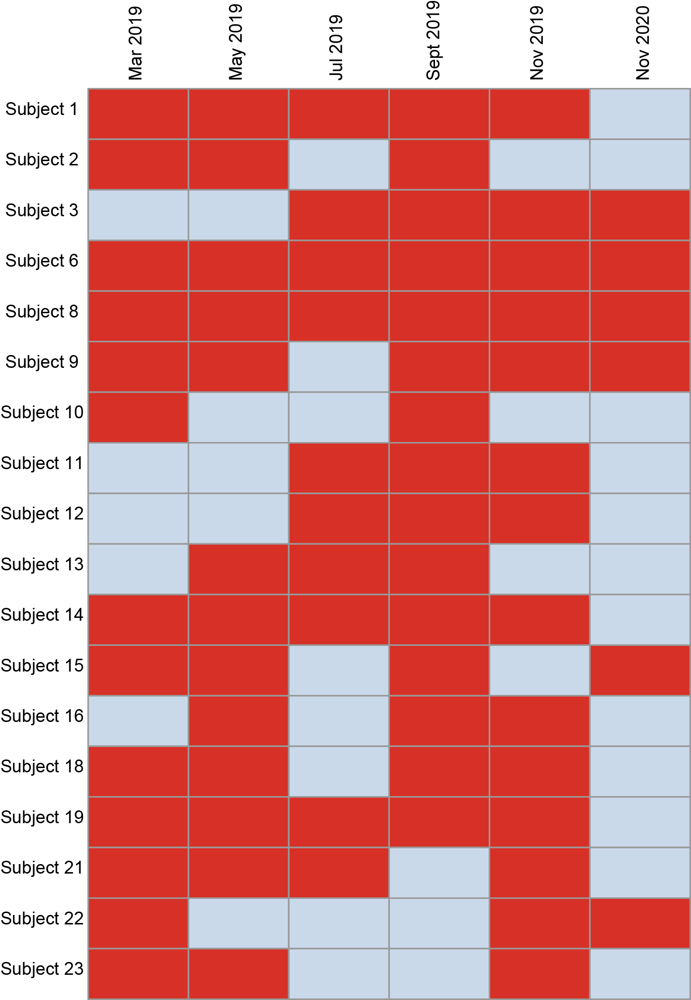 Mar 2019
May 2019
Jul 2019
Sept 2019
Nov 2019
Nov 2020
Subject 1
Subject 2
Subject 3
Subject 6
Subject 8
Subject 9
Subject 10
Subject 11
Subject 12
Subject 13
Subject 14
Subject 15
Subject 16
Subject 18
Subject 19
Subject 21
Subject 22
Subject 23